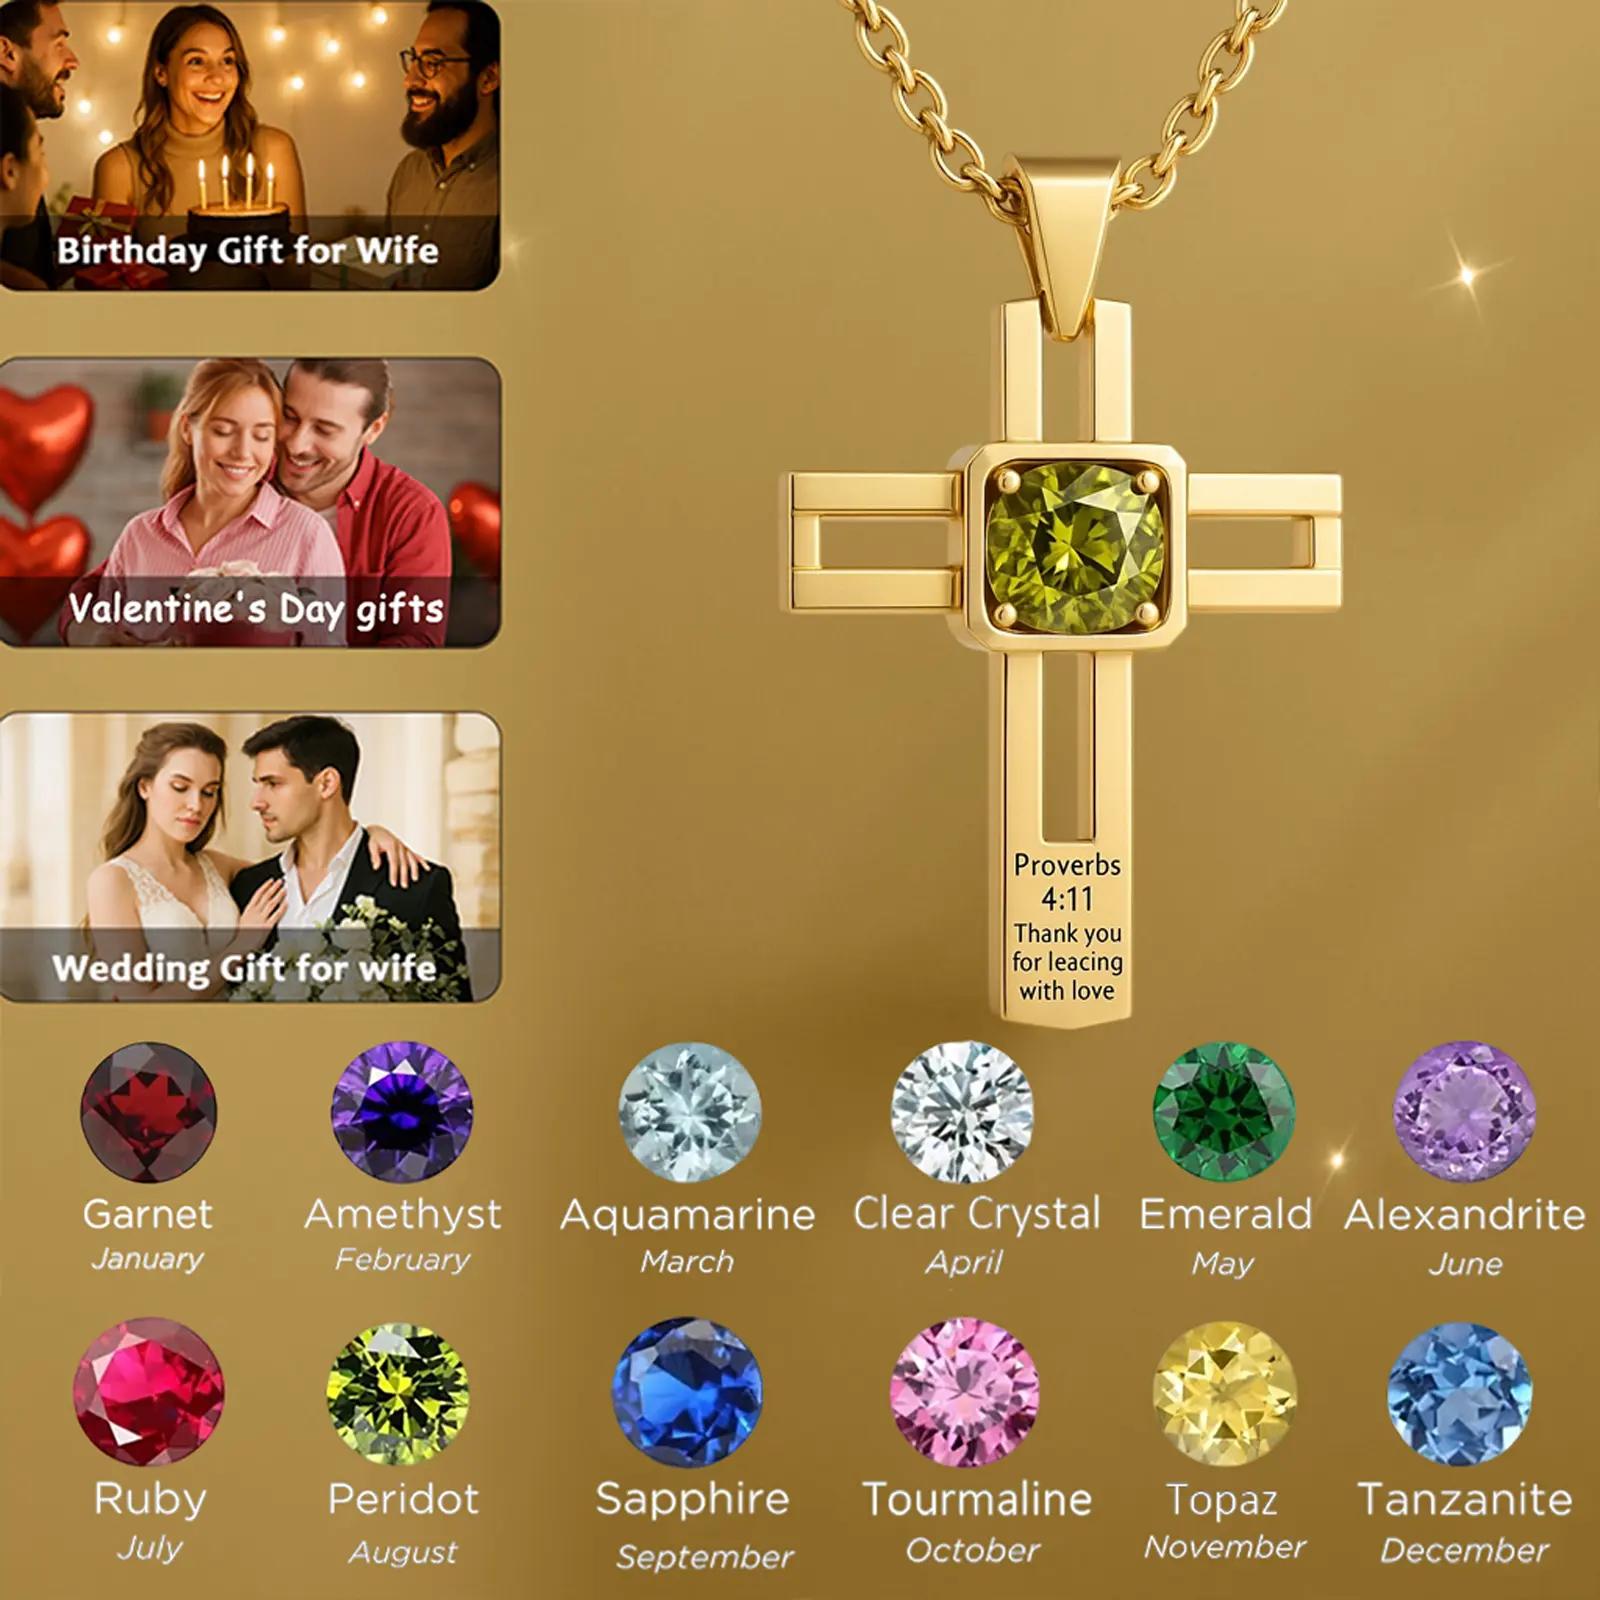 Birthday Gift for Wife
Valentine's Day gifts
Wedding Gift for wife
Proverbs
4:11
Thank you
for leacing
with love
Garnet
January
Amethyst
February
Aquamarine
March
Clear Crystal
April
Emerald
May
Alexandrite
June
Ruby
July
Peridot
August
Sapphire
September
Tourmaline
October
Topaz
November
Tanzanite
December